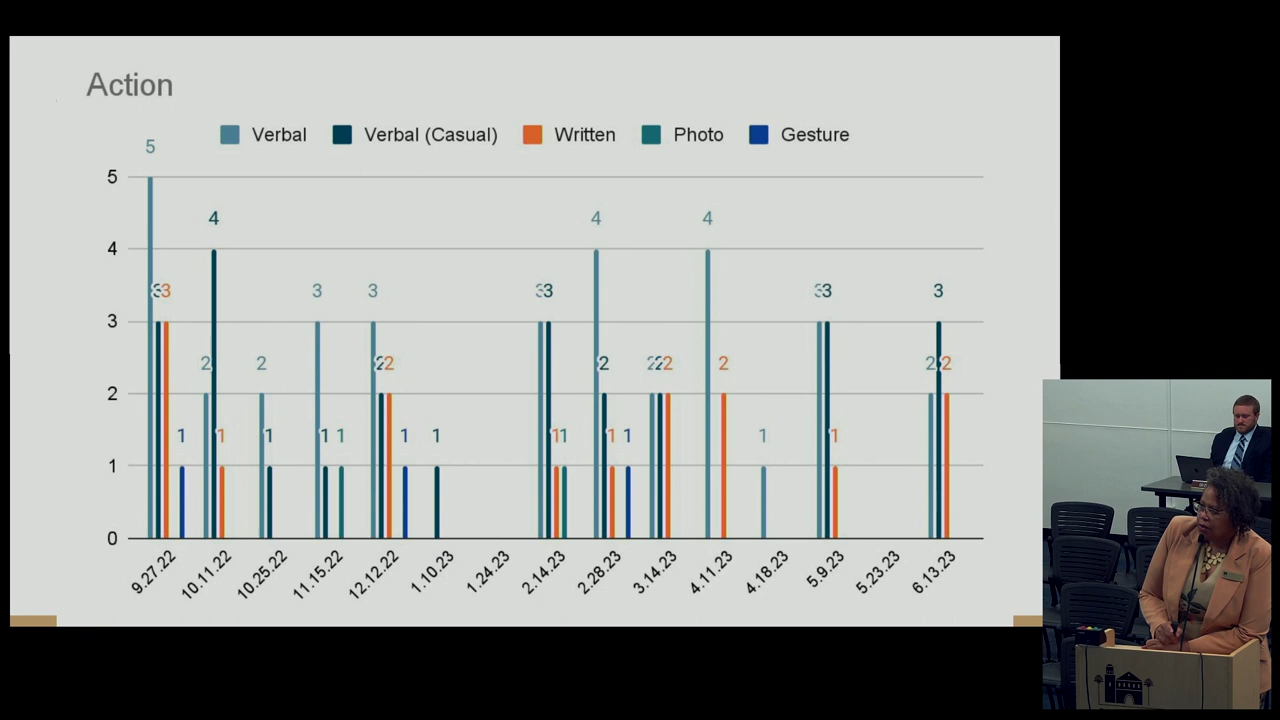 Action
Verbal Verbal (Casual) Written Photo Gesture
5
5
4 4 4
4
3 3 3 3 3 3 3 3 3 3
3
2 2 2 2 2 2 2 2 2 2 2 2
2
1 1 1 1 1 1 1 1 1 1 1 1 1
1
0
9.27.22 10.11.22 10.25.22 11.15.22 12.12.22 1.10.23 1.24.23 2.14.23 2.28.23 3.14.23 4.11.23 4.18.23 5.9.23 5.23.23 6.13.23